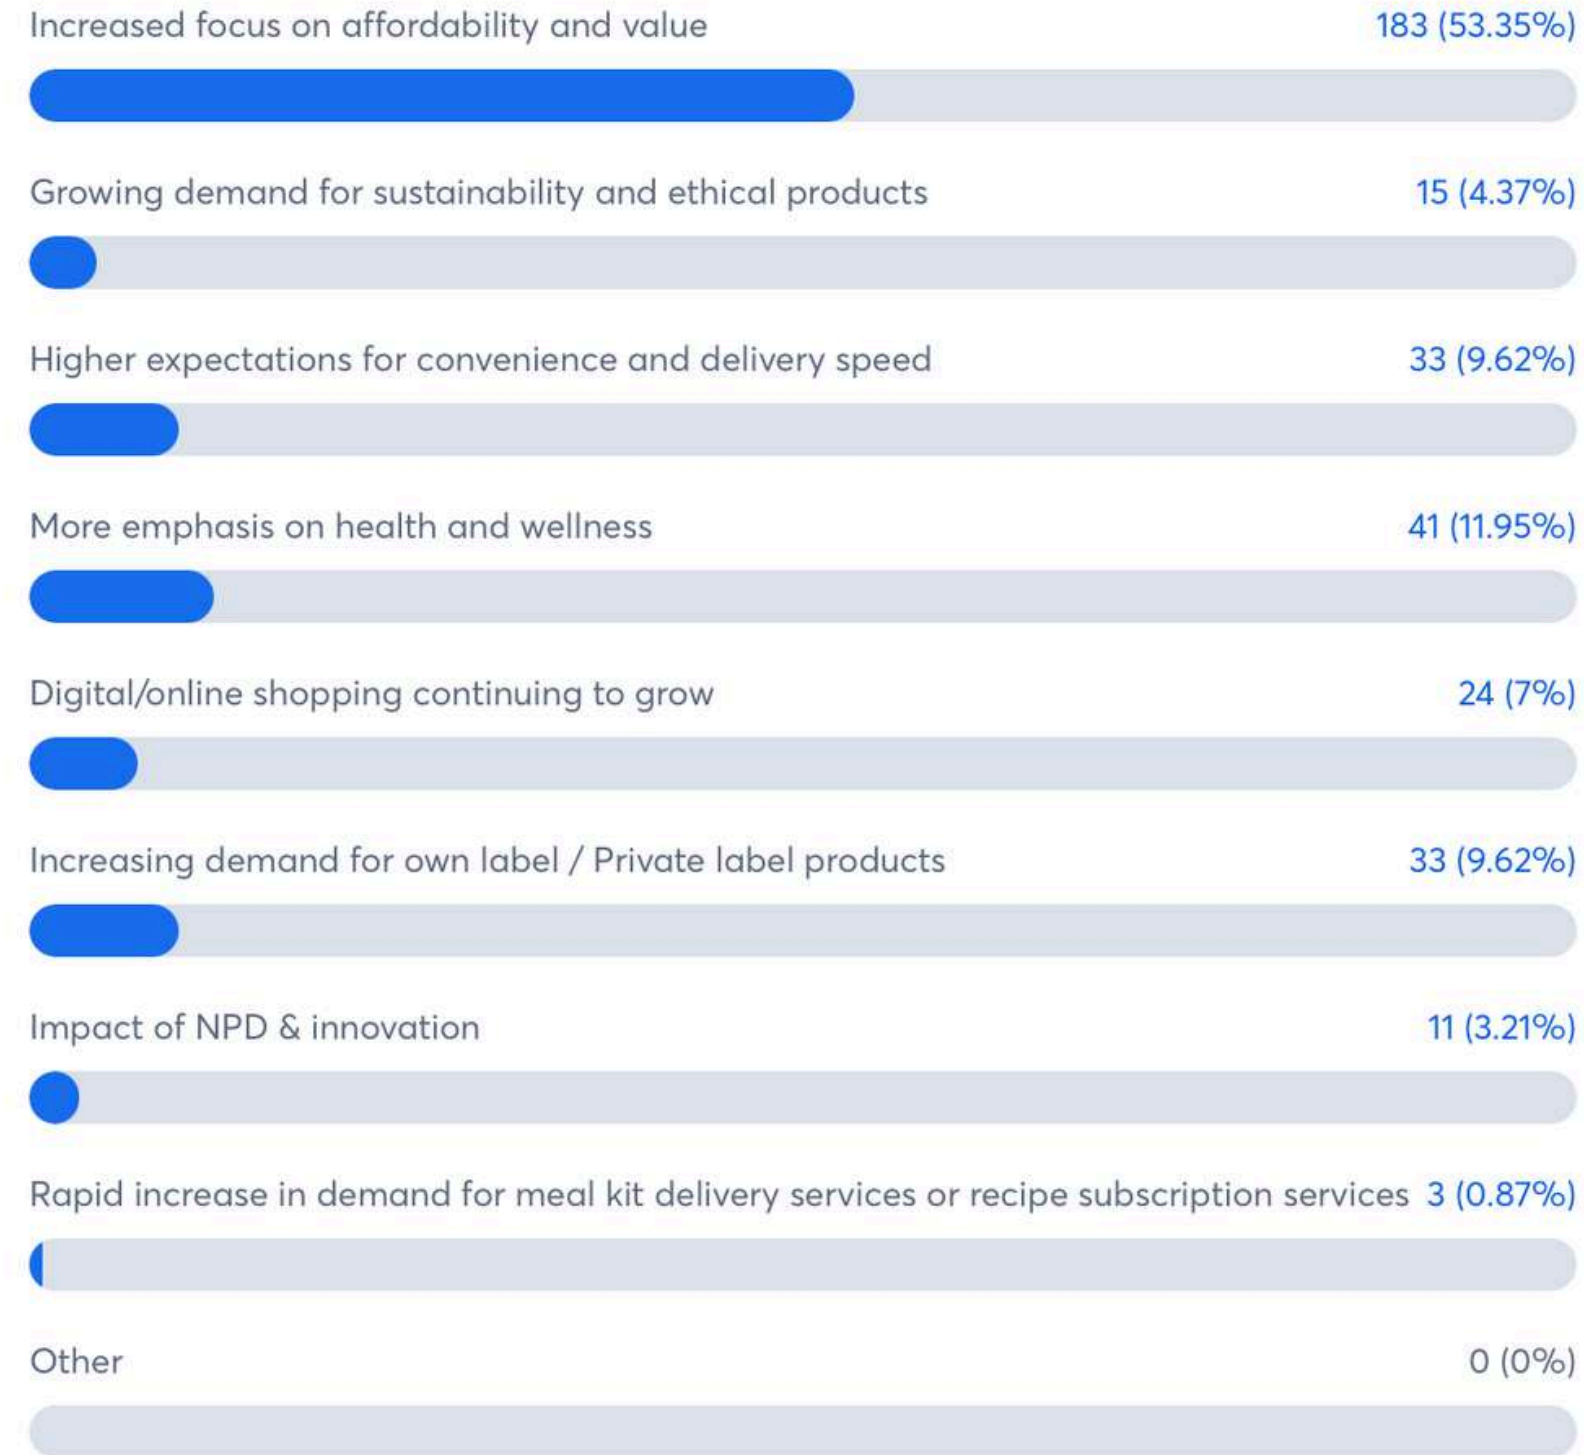 Increased focus on affordability and value 183 (53.35%)
Growing demand for sustainability and ethical products 15 (4.37%)
Higher expectations for convenience and delivery speed 33 (9.62%)
More emphasis on health and wellness 41 (11.95%)
Digital/online shopping continuing to grow 24 (7%)
Increasing demand for own label / Private label products 33 (9.62%)
Impact of NPD & innovation 11 (3.21%)
Rapid increase in demand for meal kit delivery services or recipe subscription services 3 (0.87%)
Other 0 (0%)